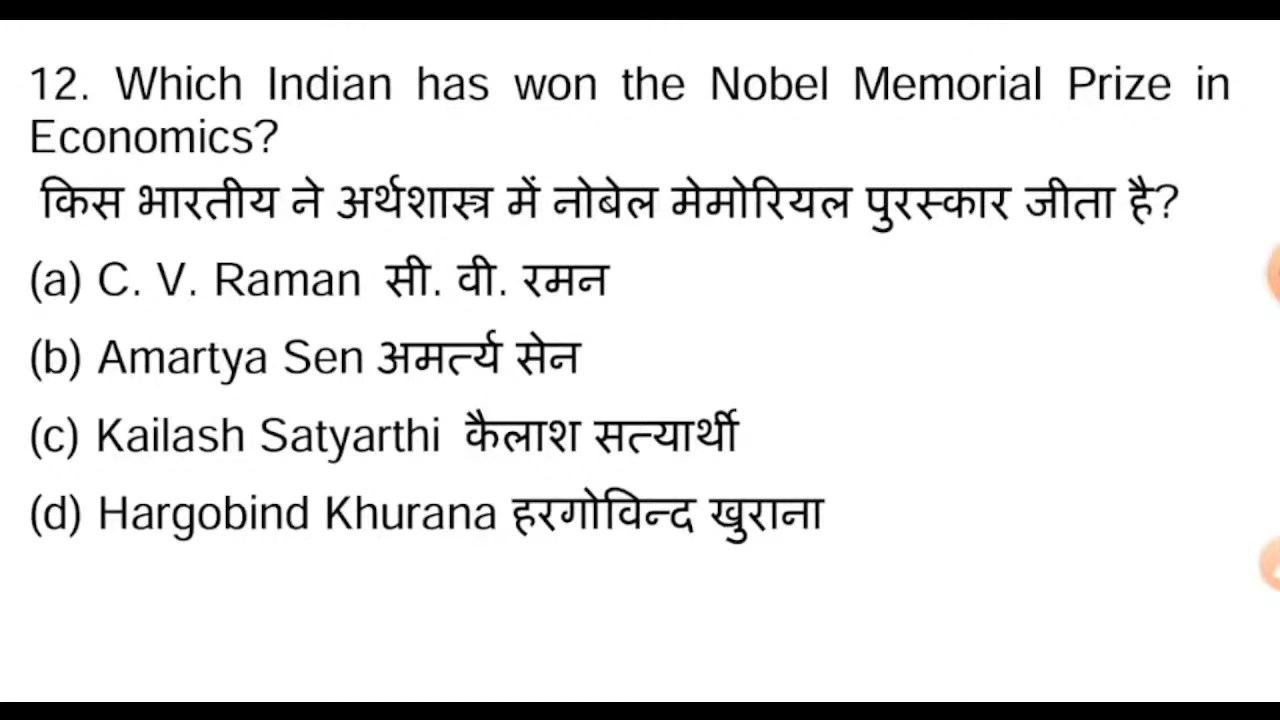 12. Which Indian has won the Nobel Memorial Prize in
Economics?
किस भारतीय ने अर्थशास्त्र में नोबेल मेमोरियल पुरस्कार जीता है?
(a) C. V. Raman सी. वी. रमन
(b) Amartya Sen अमर्त्य सेन
(c) Kailash Satyarthi कैलाश सत्यार्थी
(d) Hargobind Khurana हरगोविन्द खुराना